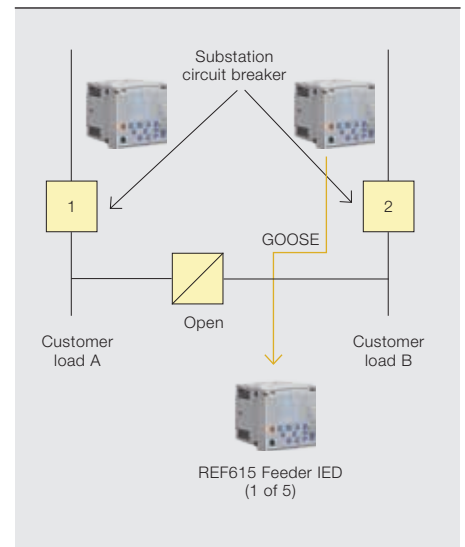 Substation
circuit breaker
1
2
GOOSE
Open
Customer
load A
Customer
load B
REF615 Feeder IED
(1 of 5)